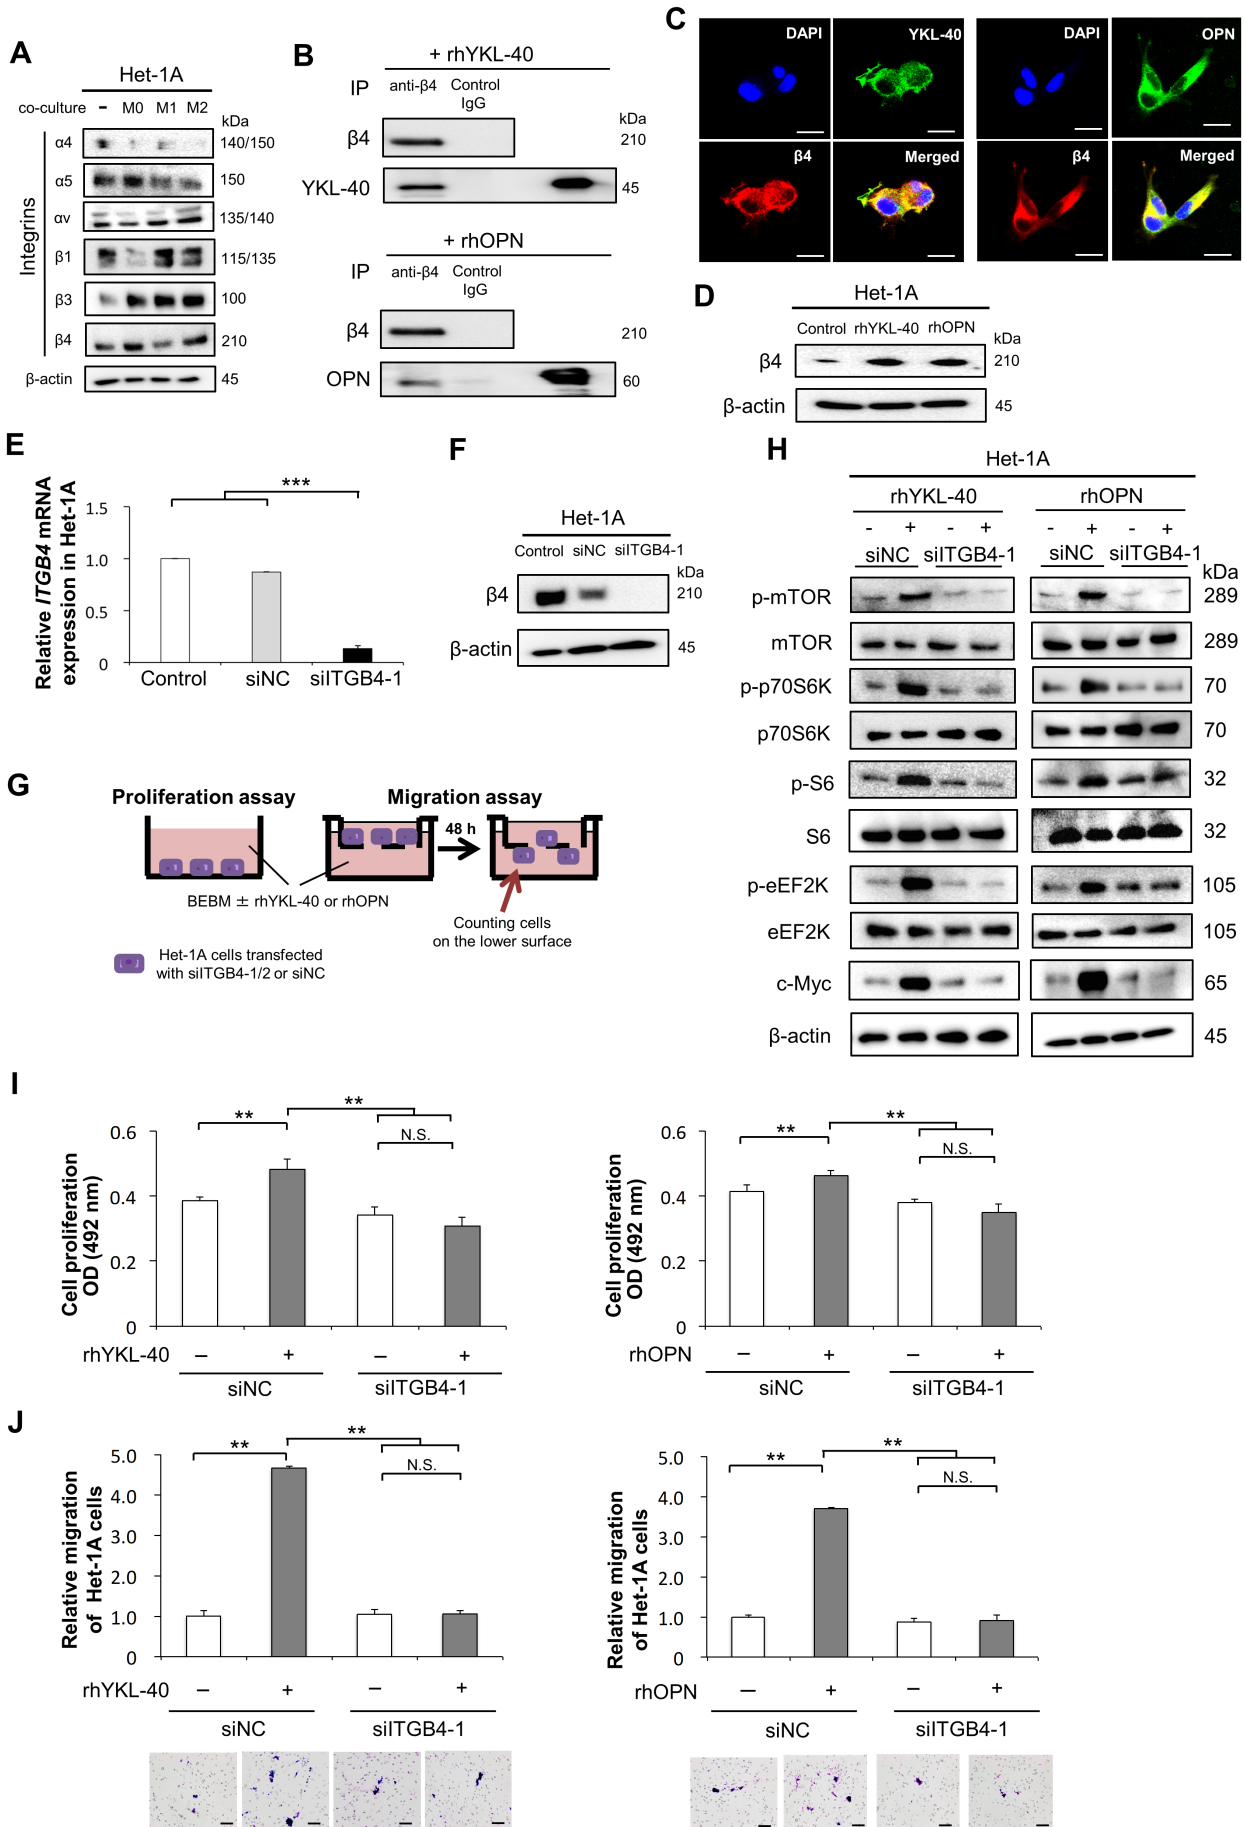 A
Het-1A
co-culture - M0 M1 M2
kDa
Integrins
α4 140/150
α5 150
αv 135/140
β1 115/135
β3 100
β4 210
β-actin 45
B
+ rhYKL-40
IP anti-β4 Control IgG
kDa
β4 210
YKL-40 45
+ rhOPN
IP anti-β4 Control IgG
β4 210
OPN 60
C
DAPI YKL-40 DAPI OPN
β4 Merged β4 Merged
D
Het-1A
Control rhYKL-40 rhOPN
kDa
β4 210
β-actin 45
E
Relative ITGB4 mRNA
expression in Het-1A
***
1.5
1.0
0.5
0
Control siNC siITGB4-1
F
Het-1A
Control siNC siITGB4-1
kDa
β4 210
β-actin 45
G
Proliferation assay Migration assay
48 h
BEBM ± rhYKL-40 or rhOPN
Counting cells
on the lower surface
Het-1A cells transfected
with siITGB4-1/2 or siNC
H
Het-1A
rhYKL-40 rhOPN
- + - + - + - +
siNC siITGB4-1 siNC siITGB4-1
kDa
p-mTOR 289
mTOR 289
p-p70S6K 70
p70S6K 70
p-S6 32
S6 32
p-eEF2K 105
eEF2K 105
c-Myc 65
β-actin 45
I
Cell proliferation
OD (492 nm)
** **
N.S.
0.6
0.4
0.2
0
rhYKL-40 – + – +
siNC siITGB4-1
Cell proliferation
OD (492 nm)
** **
N.S.
0.6
0.4
0.2
0
rhOPN – + – +
siNC siITGB4-1
J
Relative migration
of Het-1A cells
** **
N.S.
5.0
4.0
3.0
2.0
1.0
0
rhYKL-40 – + – +
siNC siITGB4-1
Relative migration
of Het-1A cells
** **
N.S.
5.0
4.0
3.0
2.0
1.0
0
rhOPN – + – +
siNC siITGB4-1